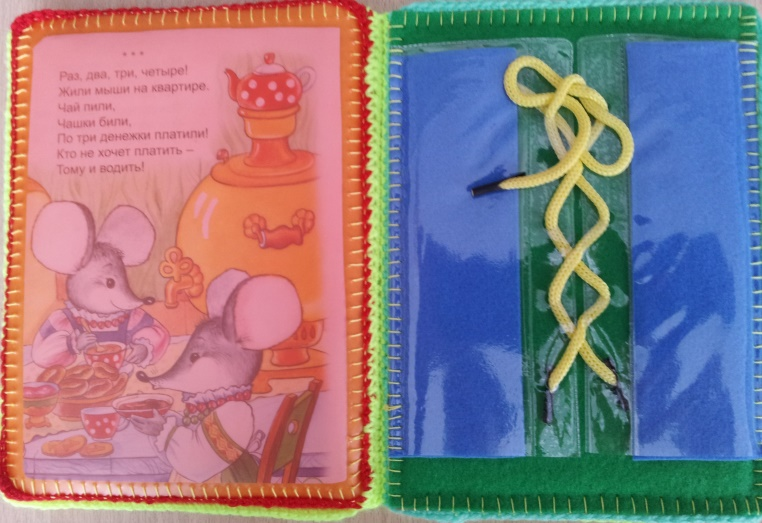 * * *
Раз, два, три, четыре!
Жили мыши на квартире.
Чай пили,
Чашки били,
По три денежки платили!
Кто не хочет платить –
Тому и водить!